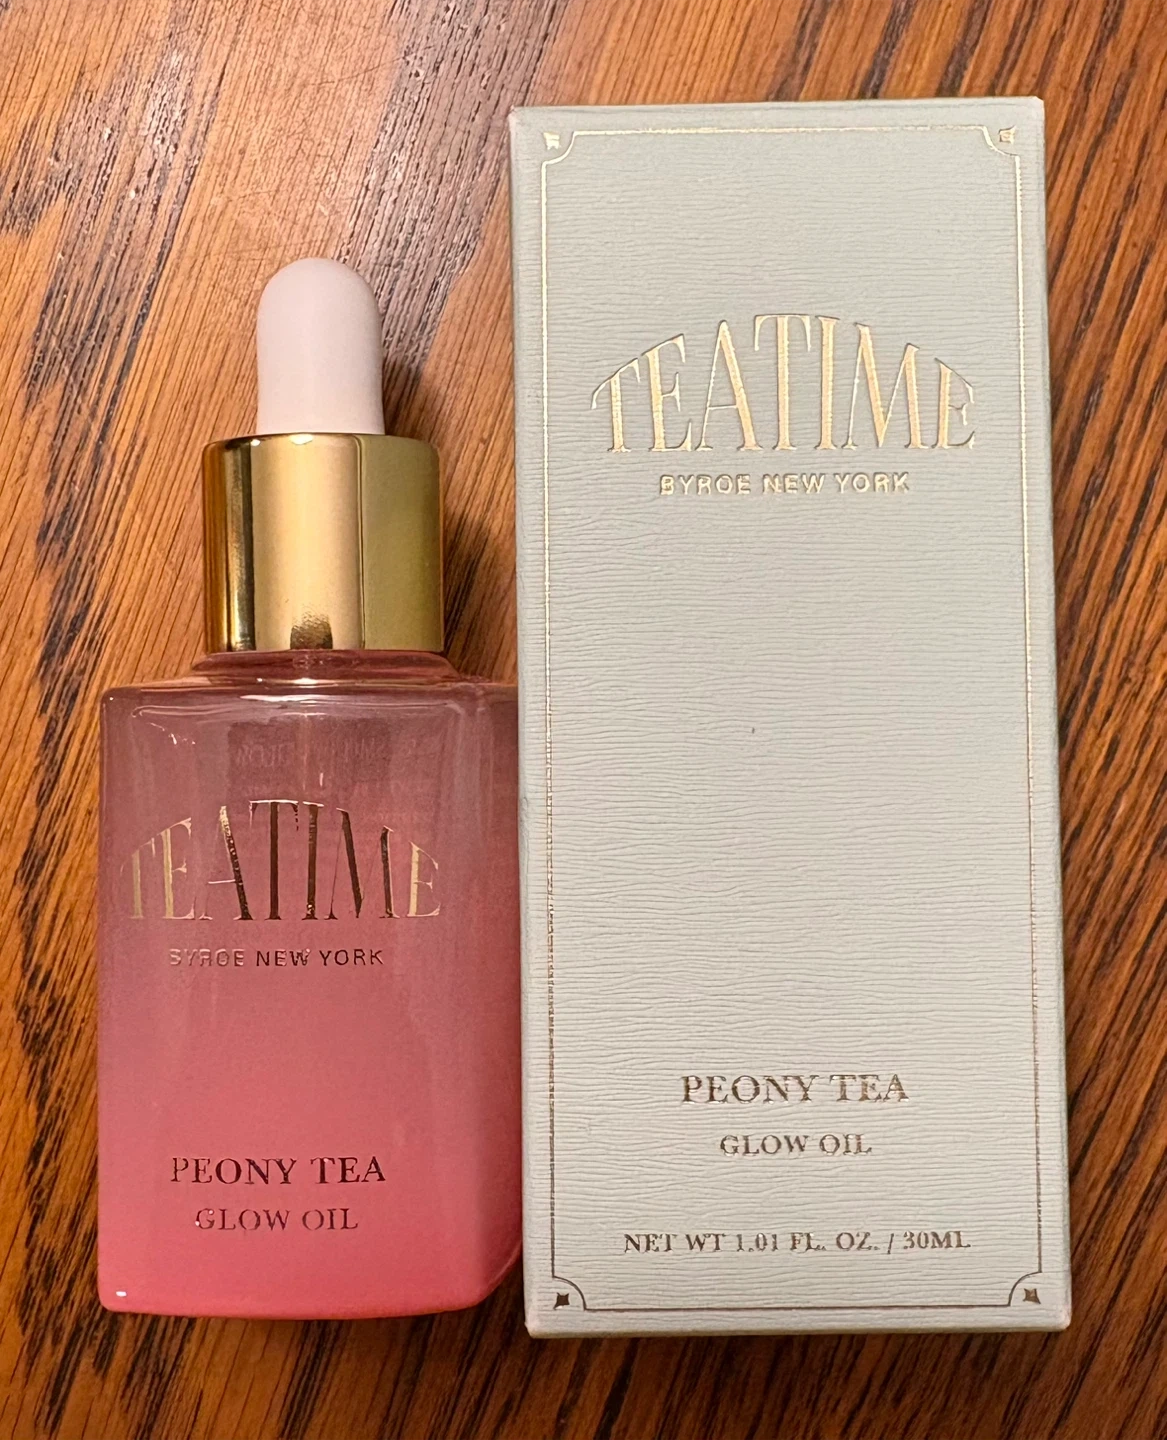 TEATIME
BYROE NEW YORK
PEONY TEA
GLOW OIL
TEATIME
BYROE NEW YORK
PEONY TEA
GLOW OIL
NET WT 1.01 FL. OZ. / 30ML